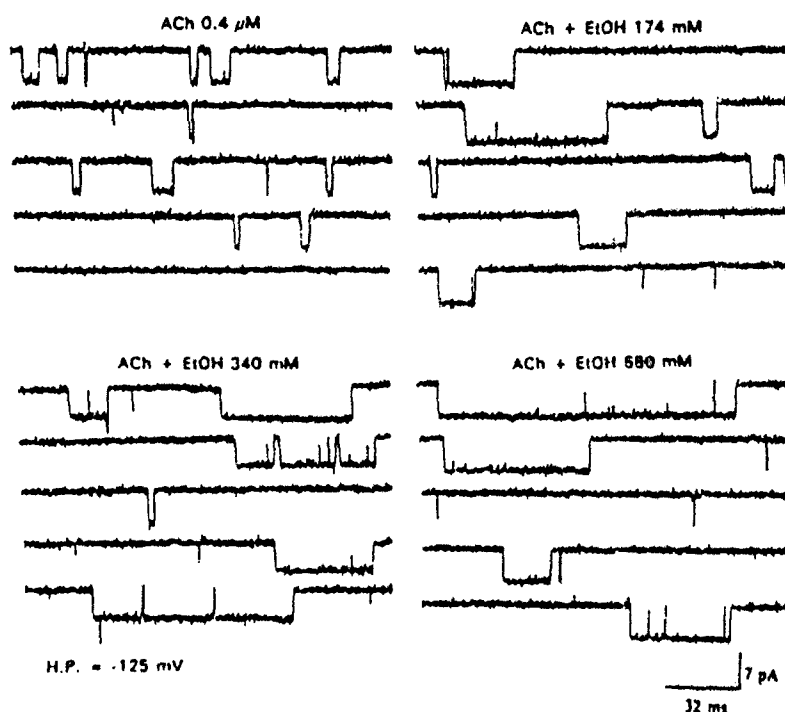 ACh 0.4 μM
ACh + EtOH 174 mM
ACh + EtOH 340 mM
ACh + EtOH 680 mM
H.P. = -125 mV
7 pA
32 ms